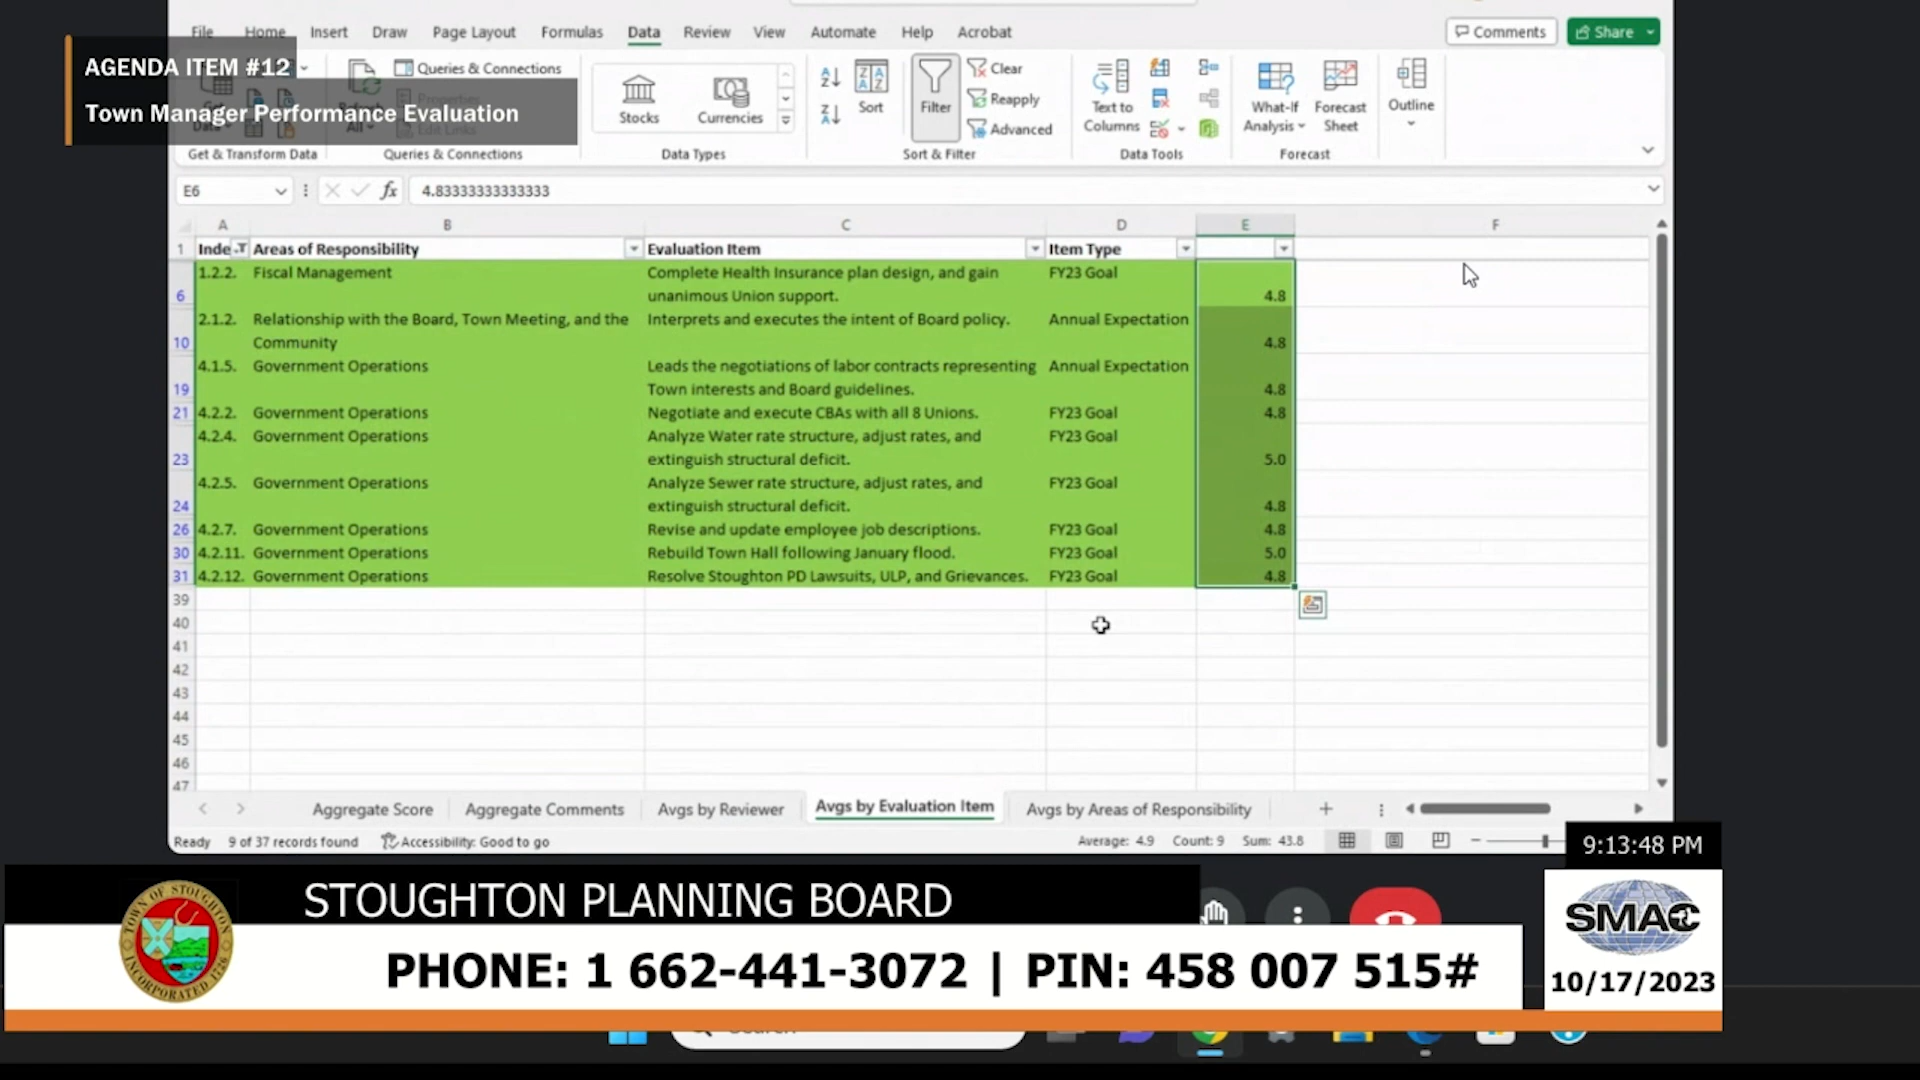 File Home Insert Draw Page Layout Formulas Data Review View Automate Help Acrobat Comments Share
AGENDA ITEM #12
Town Manager Performance Evaluation
Queries & Connections
Stocks
Currencies
Sort
Filter
Clear
Reapply
Advanced
Text to
Columns
What-If
Analysis
Forecast
Sheet
Outline
Get & Transform Data Queries & Connections Data Types Sort & Filter Data Tools Forecast
E6 fx 4.83333333333333
A B C D E F
1 Inde Areas of Responsibility Evaluation Item Item Type
6 1.2.2. Fiscal Management Complete Health Insurance plan design, and gain FY23 Goal
unanimous Union support. 4.8
10 2.1.2. Relationship with the Board, Town Meeting, and the Interprets and executes the intent of Board policy. Annual Expectation
Community 4.8
19 4.1.5. Government Operations Leads the negotiations of labor contracts representing Annual Expectation
Town interests and Board guidelines. 4.8
21 4.2.2. Government Operations Negotiate and execute CBAs with all 8 Unions. FY23 Goal 4.8
23 4.2.4. Government Operations Analyze Water rate structure, adjust rates, and FY23 Goal
extinguish structural deficit. 5.0
24 4.2.5. Government Operations Analyze Sewer rate structure, adjust rates, and FY23 Goal
extinguish structural deficit. 4.8
26 4.2.7. Government Operations Revise and update employee job descriptions. FY23 Goal 4.8
30 4.2.11. Government Operations Rebuild Town Hall following January flood. FY23 Goal 5.0
31 4.2.12. Government Operations Resolve Stoughton PD Lawsuits, ULP, and Grievances. FY23 Goal 4.8
39
40
41
42
43
44
45
46
47
Aggregate Score Aggregate Comments Avgs by Reviewer Avgs by Evaluation Item Avgs by Areas of Responsibility
Ready 9 of 37 records found Accessibility: Good to go Average: 4.9 Count: 9 Sum: 43.8
9:13:48 PM
STOUGHTON PLANNING BOARD
PHONE: 1 662-441-3072 | PIN: 458 007 515#
TOWN OF STOUGHTON
INCORPORATED 1726
SMAC
10/17/2023